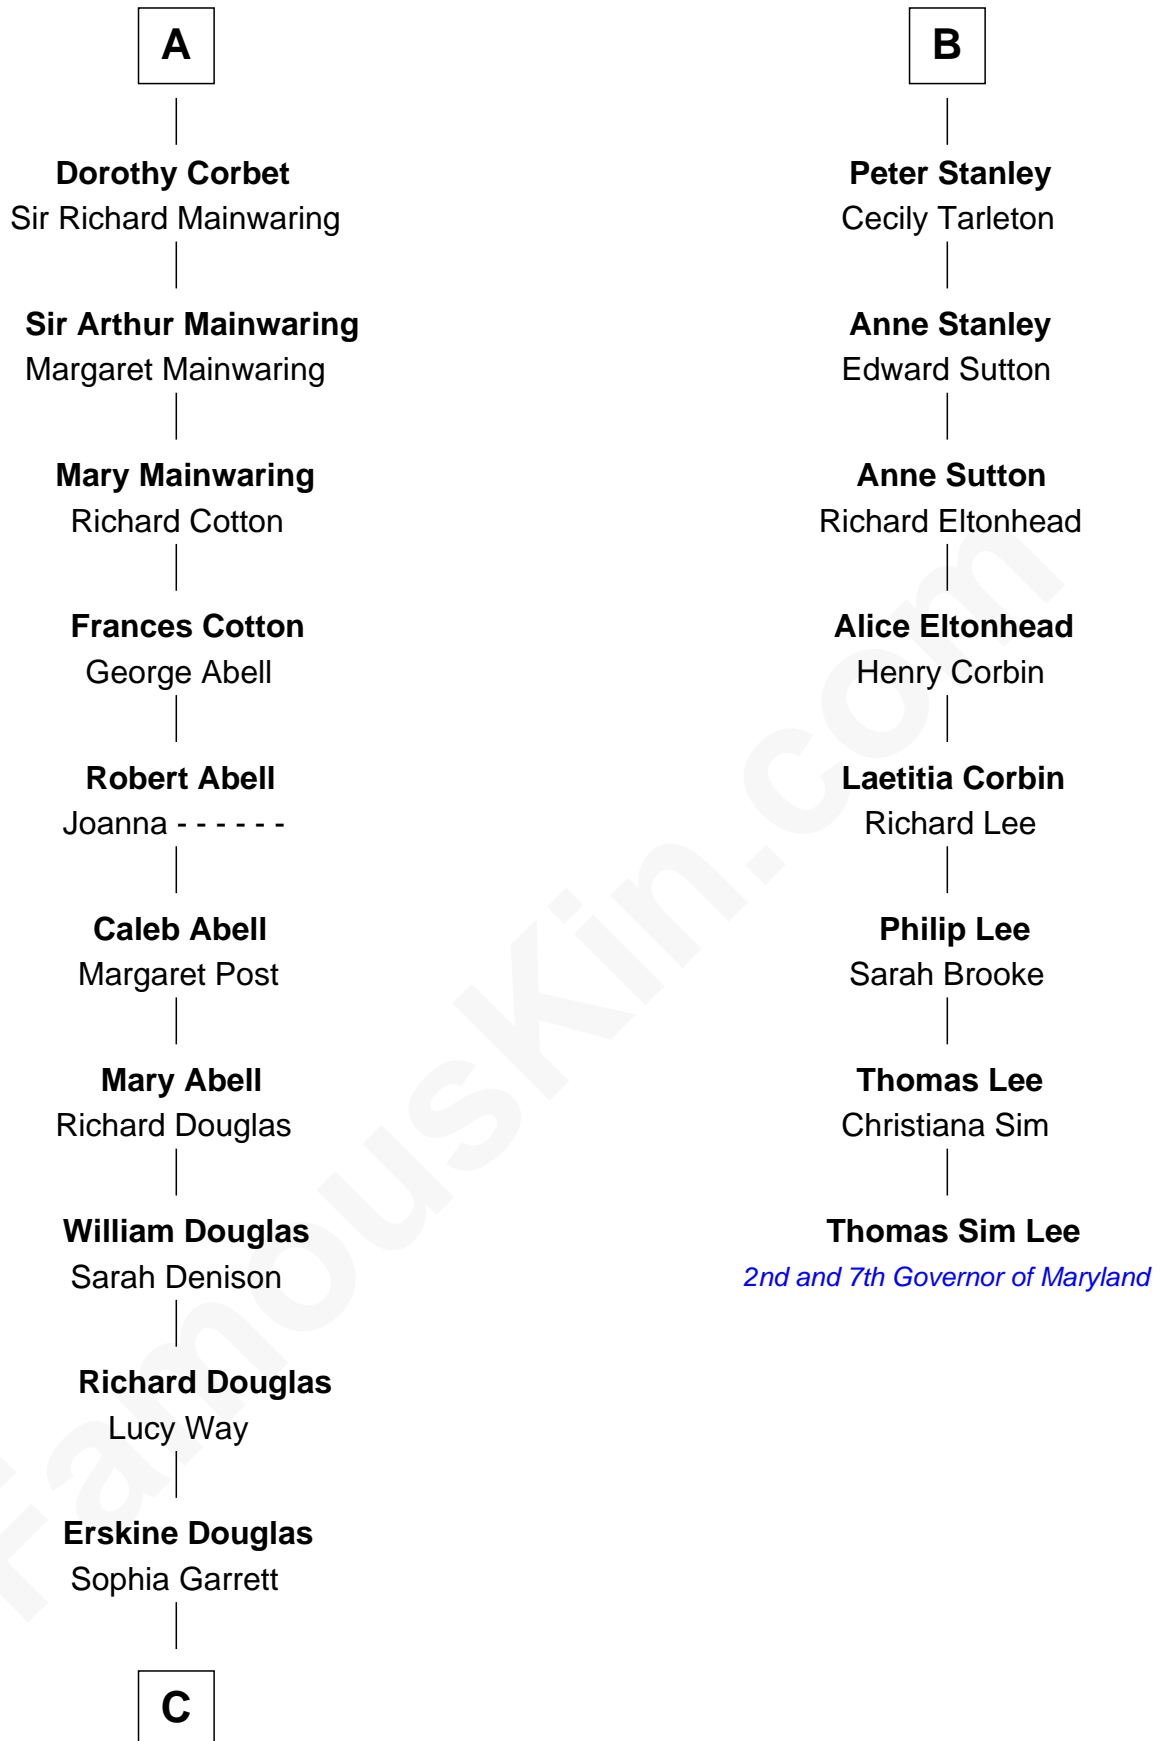 A
Dorothy Corbet
Sir Richard Mainwaring
Sir Arthur Mainwaring
Margaret Mainwaring
Mary Mainwaring
Richard Cotton
Frances Cotton
George Abell
Robert Abell
Joanna - - - - - -
Caleb Abell
Margaret Post
Mary Abell
Richard Douglas
William Douglas
Sarah Denison
Richard Douglas
Lucy Way
Erskine Douglas
Sophia Garrett
C
B
Peter Stanley
Cecily Tarleton
Anne Stanley
Edward Sutton
Anne Sutton
Richard Eltonhead
Alice Eltonhead
Henry Corbin
Laetitia Corbin
Richard Lee
Philip Lee
Sarah Brooke
Thomas Lee
Christiana Sim
Thomas Sim Lee
2nd and 7th Governor of Maryland
FamousKin.com